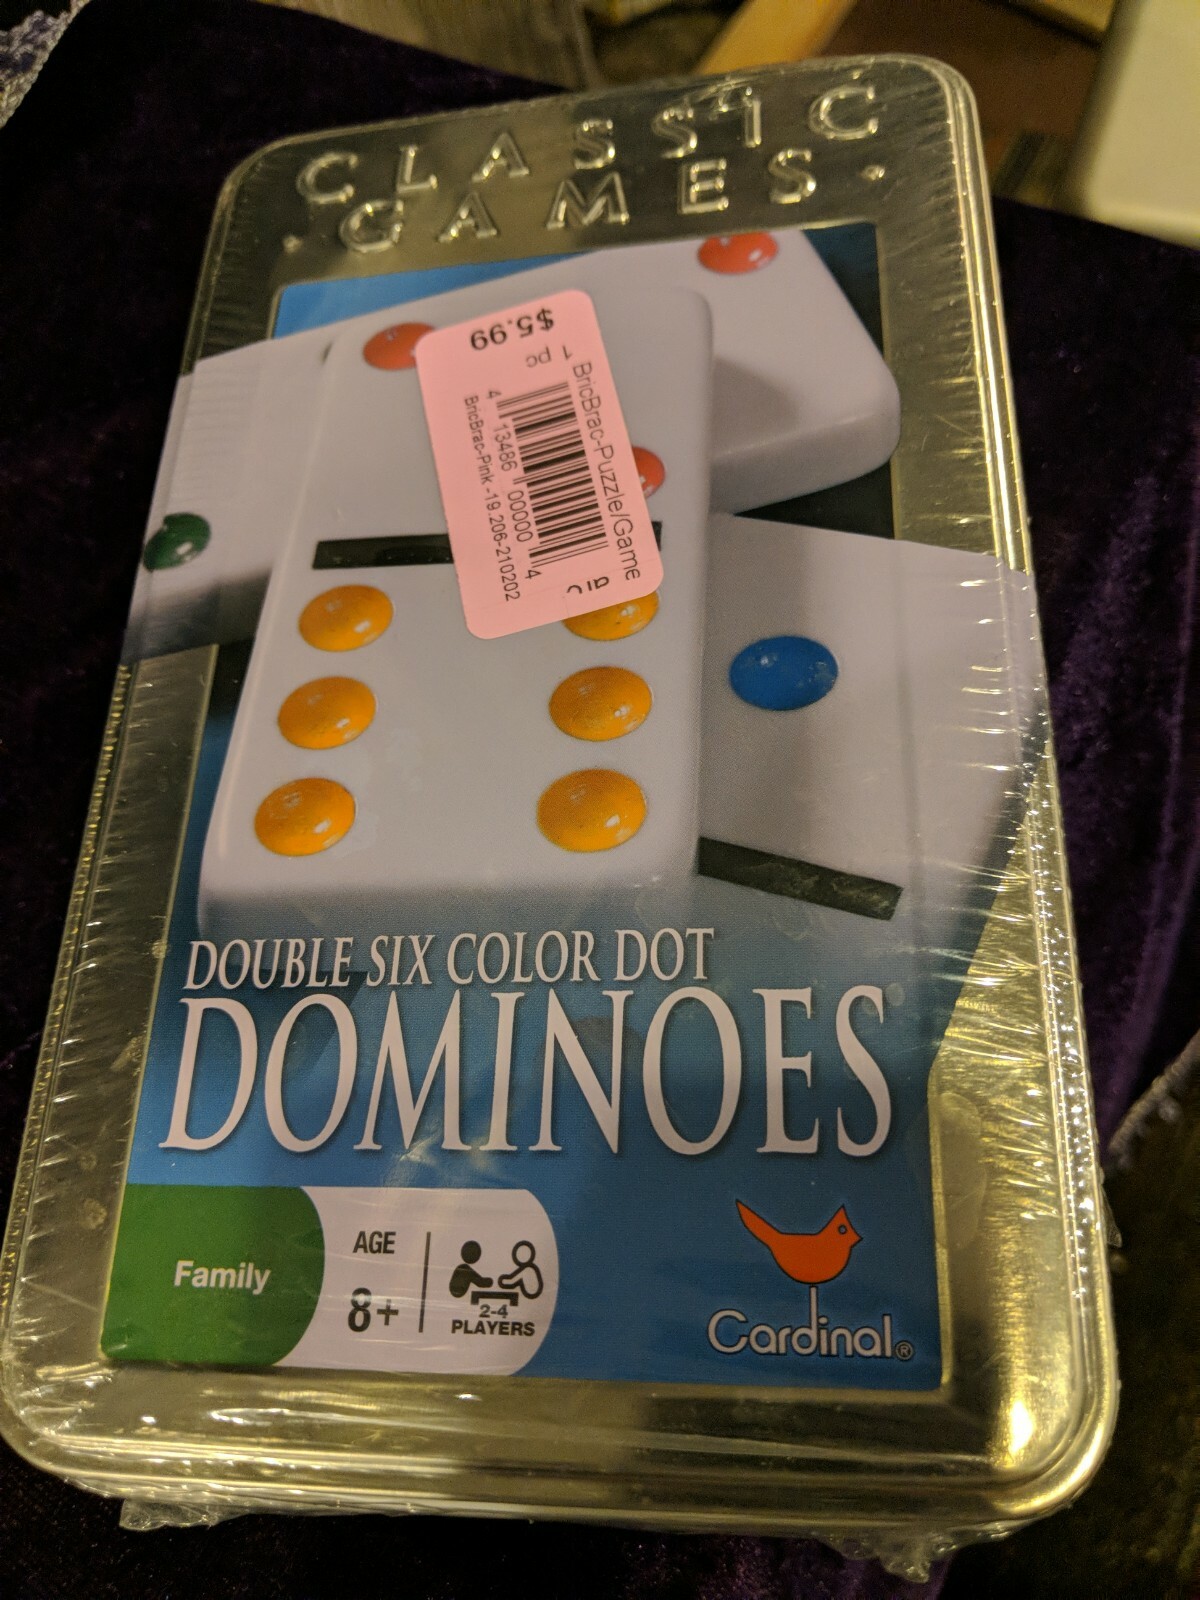 CLASSIC
· GAMES ·
$5.99
1 pc
BricBrac-Puzzle/Game
4 13486 00000 4
BricBrac-Pink -19.206-210202
DOUBLE SIX COLOR DOT
DOMINOES
Family
AGE
8+
2-4
PLAYERS
Cardinal®